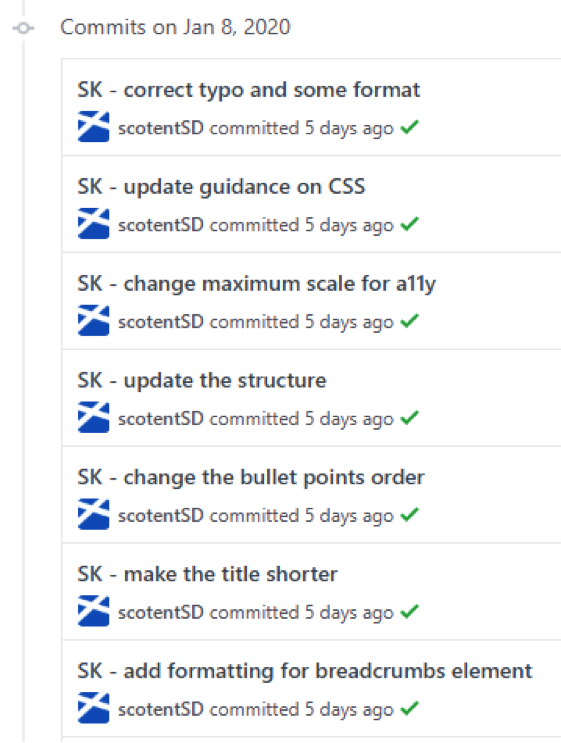 Commits on Jan 8, 2020
SK - correct typo and some format
scotentSD committed 5 days ago
SK - update guidance on CSS
scotentSD committed 5 days ago
SK - change maximum scale for a11y
scotentSD committed 5 days ago
SK - update the structure
scotentSD committed 5 days ago
SK - change the bullet points order
scotentSD committed 5 days ago
SK - make the title shorter
scotentSD committed 5 days ago
SK - add formatting for breadcrumbs element
scotentSD committed 5 days ago